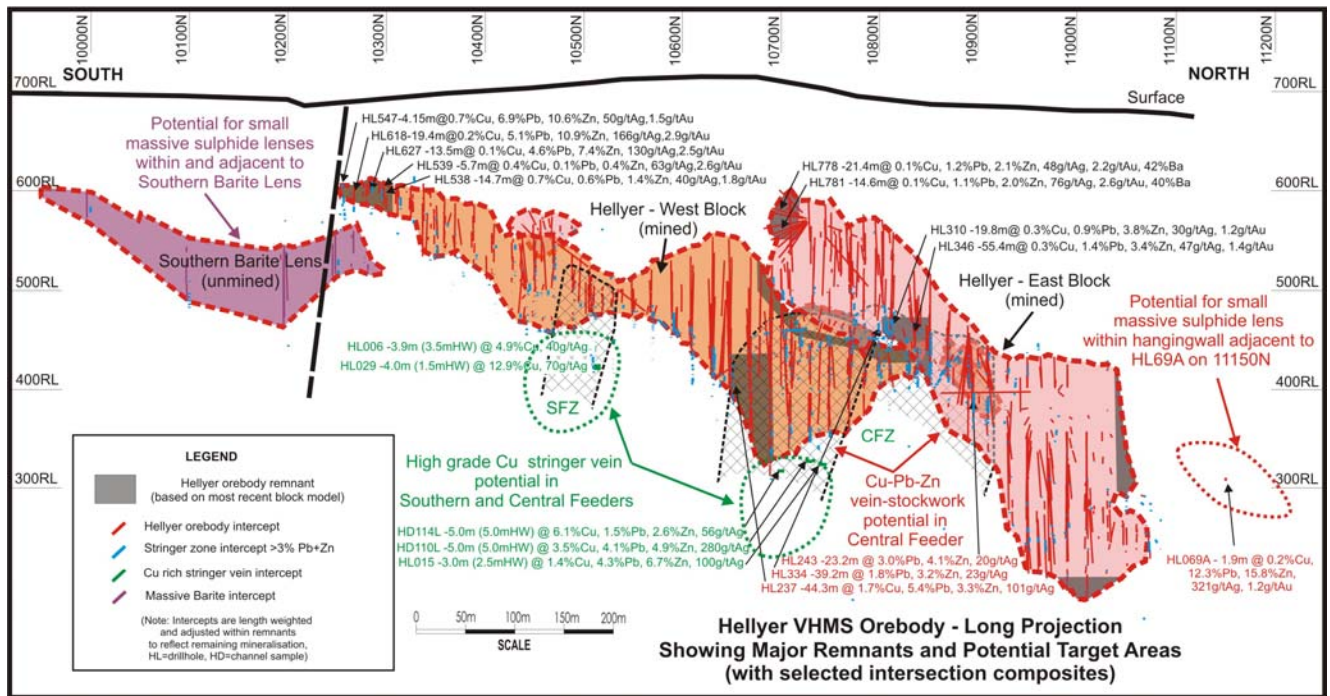 10000N
101000N
102000N
103000N
104000N
105000N
106000N
107000N
108000N
109000N
11000N
11100N
11200N
SOUTH
NORTH
700RL
700RL
Surface
Potential for small
massive sulphide lenses
within and adjacent to
Southern Barite Lens
HL547-4.15m@0.7%Cu, 6.9%Pb, 10.6%Zn, 50g/tAg,1.5g/tAu
HL618-19.4m@0.2%Cu, 5.1%Pb, 10.9%Zn, 166g/tAg,2.9g/tAu
HL627 -13.5m@ 0.1%Cu, 4.6%Pb, 7.4%Zn, 130g/tAg,2.5g/tAu
HL539 -5.7m@ 0.4%Cu, 0.1%Pb, 0.4%Zn, 63g/tAg,2.6g/tAu
HL538 -14.7m@ 0.7%Cu, 0.6%Pb, 1.4%Zn, 40g/tAg,1.8g/tAu
HL778 -21.4m@ 0.1%Cu, 1.2%Pb, 2.1%Zn, 48g/tAg, 2.2g/tAu, 42%Ba
HL781 -14.6m@ 0.1%Cu, 1.1%Pb, 2.0%Zn, 76g/tAg, 2.6g/tAu, 40%Ba
600RL
600RL
Hellyer - West Block
(mined)
HL310 -19.8m@ 0.3%Cu, 0.9%Pb, 3.8%Zn, 30g/tAg, 1.2g/tAu
HL346 -55.4m@ 0.3%Cu, 1.4%Pb, 3.4%Zn, 47g/tAg, 1.4g/tAu
Southern Barite Lens
(unmined)
Hellyer - East Block
(mined)
500RL
500RL
Potential for small
massive sulphide lens
within hangingwall adjacent to
HL69A on 11150N
HL006 -3.9m (3.5mHW) @ 4.9%Cu, 40g/tAg
HL029 -4.0m (1.5mHW) @ 12.9%Cu, 70g/tAg
400RL
400RL
SFZ
CFZ
High grade Cu stringer vein
potential in
Southern and Central Feeders
Cu-Pb-Zn
vein-stockwork
potential in
Central Feeder
300RL
300RL
HD114L -5.0m (5.0mHW) @ 6.1%Cu, 1.5%Pb, 2.6%Zn, 56g/tAg
HD110L -5.0m (5.0mHW) @ 3.5%Cu, 4.1%Pb, 4.9%Zn, 280g/tAg
HL015 -3.0m (2.5mHW) @ 1.4%Cu, 4.3%Pb, 6.7%Zn, 100g/tAg
HL243 -23.2m @ 3.0%Pb, 4.1%Zn, 20g/tAg
HL334 -39.2m @ 1.8%Pb, 3.2%Zn, 23g/tAg
HL237 -44.3m @ 1.7%Cu, 5.4%Pb, 3.3%Zn, 101g/tAg
HL069A - 1.9m @ 0.2%Cu,
12.3%Pb, 15.8%Zn,
321g/tAg, 1.2g/tAu
LEGEND
Hellyer orebody remnant
(based on most recent block model)
Hellyer orebody intercept
Stringer zone intercept >3% Pb+Zn
Cu rich stringer vein intercept
Massive Barite intercept
(Note: Intercepts are length weighted
and adjusted within remnants
to reflect remaining mineralisation,
HL=drillhole, HD=channel sample)
0 50 100 150 200m
SCALE
Hellyer VHMS Orebody - Long Projection
Showing Major Remnants and Potential Target Areas
(with selected intersection composites)